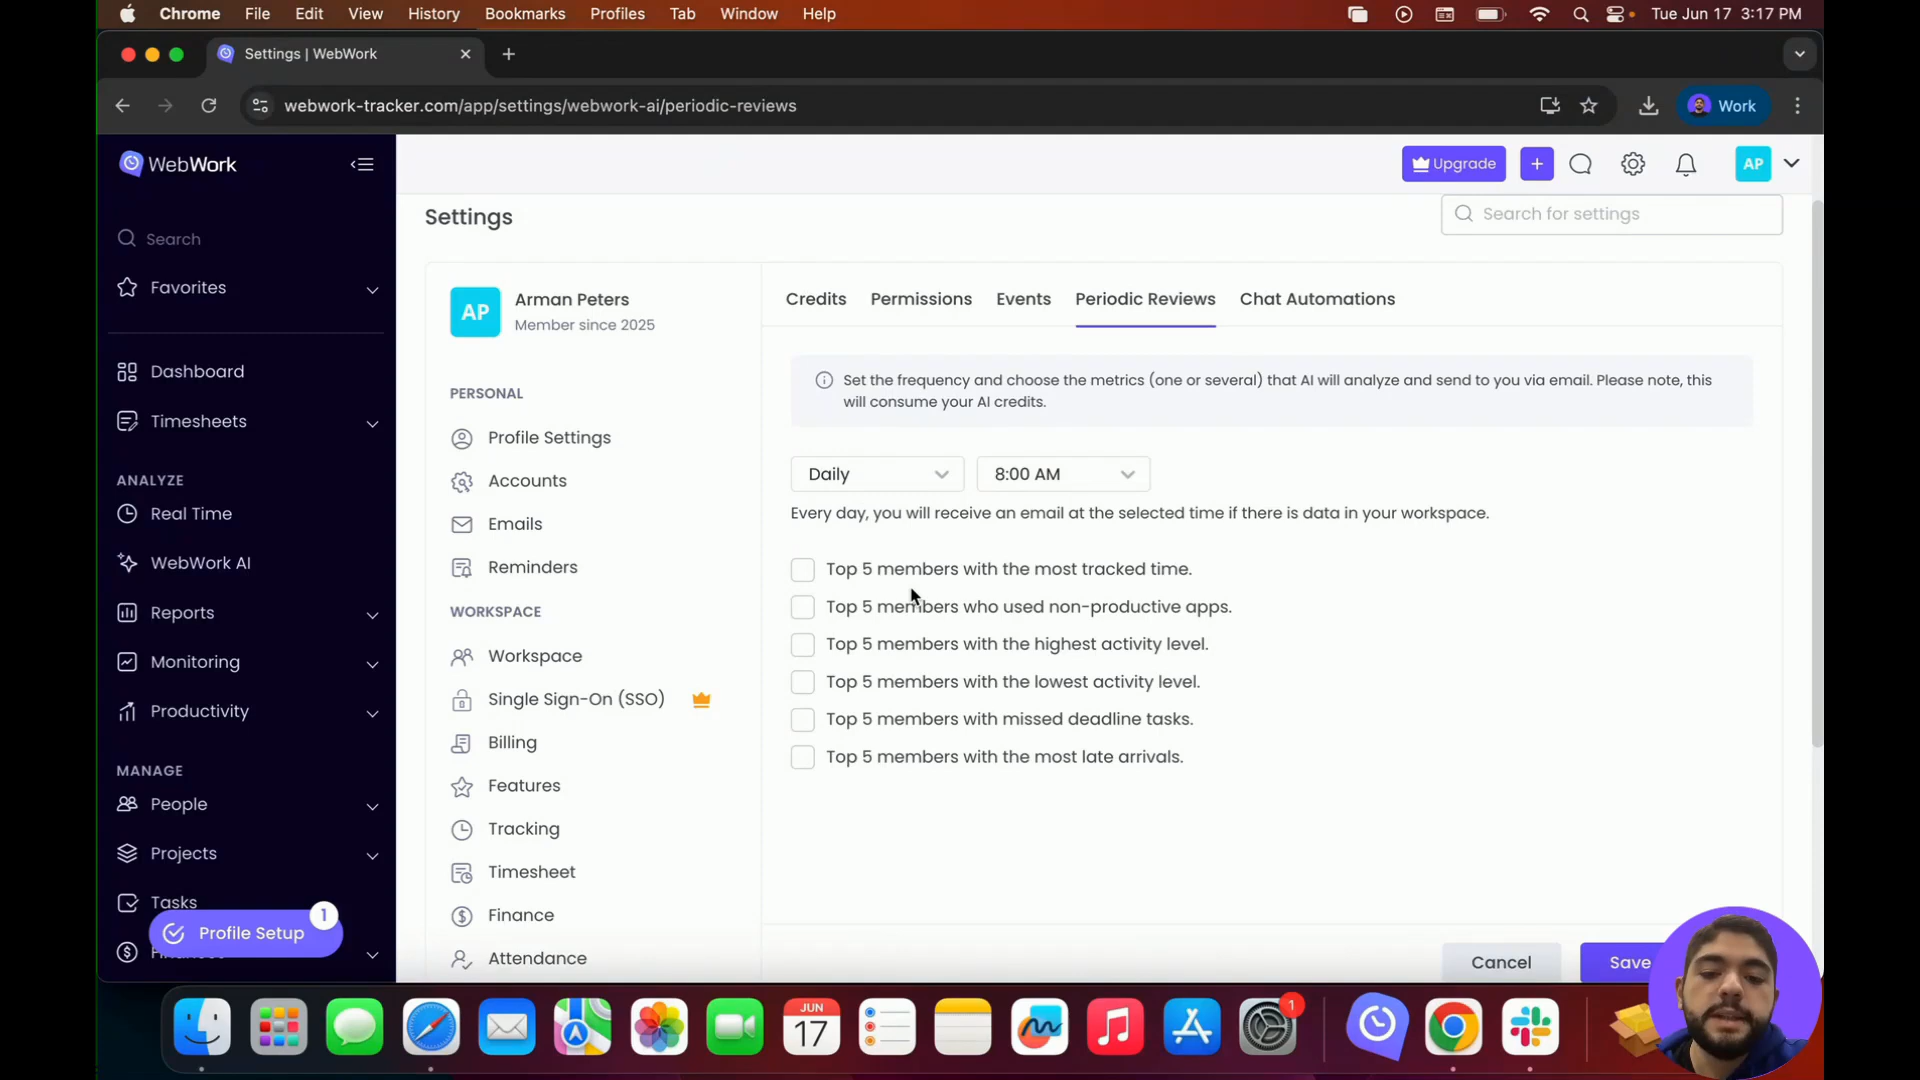 Chrome File Edit View History Bookmarks Profiles Tab Window Help Tue Jun 17 3:17 PM
Settings | WebWork
webwork-tracker.com/app/settings/webwork-ai/periodic-reviews Work
WebWork
Upgrade
AP
Search
Favorites
Dashboard
Timesheets
ANALYZE
Real Time
WebWork AI
Reports
Monitoring
Productivity
MANAGE
People
Projects
Tasks
Profile Setup
1
Settings
Search for settings
AP
Arman Peters
Member since 2025
PERSONAL
Profile Settings
Accounts
Emails
Reminders
WORKSPACE
Workspace
Single Sign-On (SSO)
Billing
Features
Tracking
Timesheet
Finance
Attendance
Credits Permissions Events Periodic Reviews Chat Automations
Set the frequency and choose the metrics (one or several) that AI will analyze and send to you via email. Please note, this
will consume your AI credits.
Daily 8:00 AM
Every day, you will receive an email at the selected time if there is data in your workspace.
Top 5 members with the most tracked time.
Top 5 members who used non-productive apps.
Top 5 members with the highest activity level.
Top 5 members with the lowest activity level.
Top 5 members with missed deadline tasks.
Top 5 members with the most late arrivals.
Cancel Save
JUN
17
1